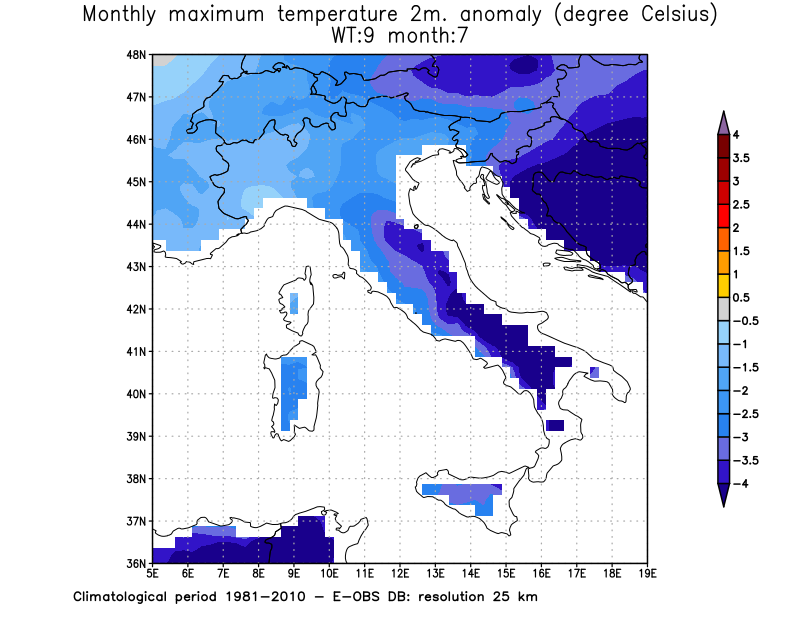 Monthly maximum temperature 2m. anomaly (degree Celsius)
WT:9 month:7
48N
47N
46N
45N
44N
43N
42N
41N
40N
39N
38N
37N
36N
5E 6E 7E 8E 9E 10E 11E 12E 13E 14E 15E 16E 17E 18E 19E
4
3.5
3
2.5
2
1.5
1
0.5
−0.5
−1
−1.5
−2
−2.5
−3
−3.5
−4
Climatological period 1981−2010 − E−OBS DB: resolution 25 km